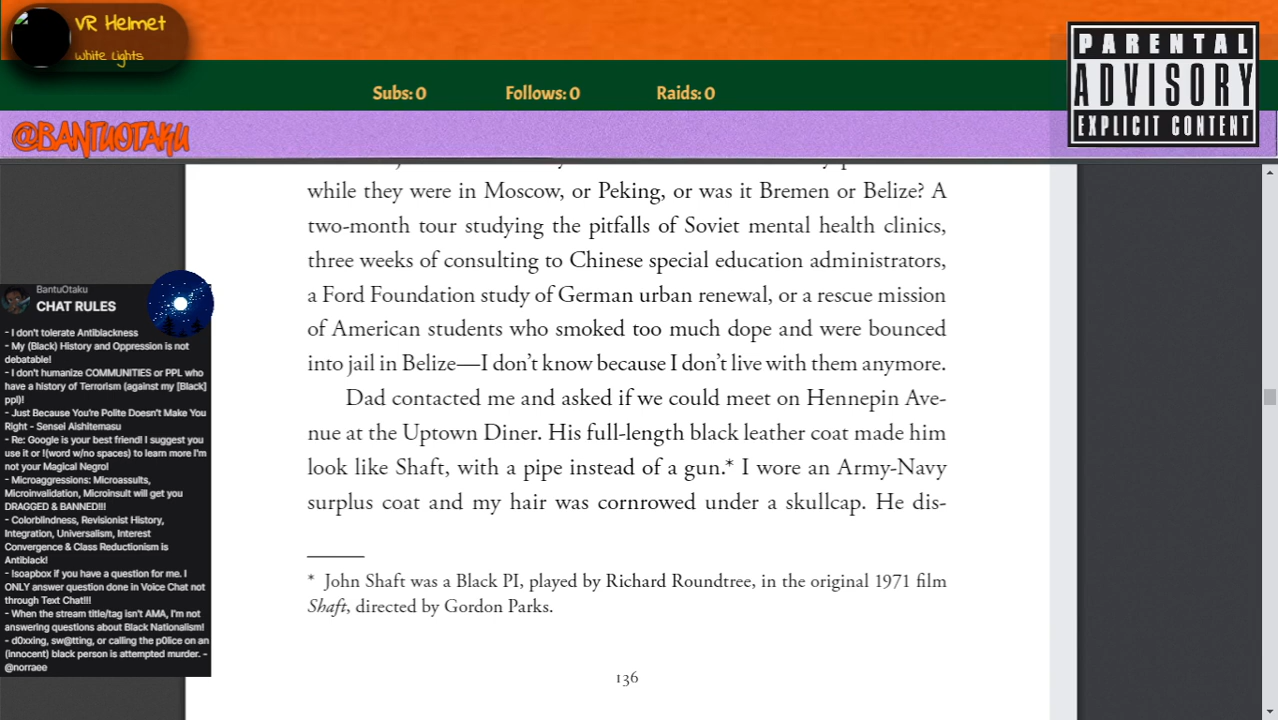 VR Helmet
White Lights
PARENTAL
ADVISORY
EXPLICIT CONTENT
Subs: 0 Follows: 0 Raids: 0
@BANTUOTAKU
while they were in Moscow, or Peking, or was it Bremen or Belize? A
two-month tour studying the pitfalls of Soviet mental health clinics,
three weeks of consulting to Chinese special education administrators,
a Ford Foundation study of German urban renewal, or a rescue mission
of American students who smoked too much dope and were bounced
into jail in Belize—I don't know because I don't live with them anymore.
Dad contacted me and asked if we could meet on Hennepin Ave-
nue at the Uptown Diner. His full-length black leather coat made him
look like Shaft, with a pipe instead of a gun.* I wore an Army-Navy
surplus coat and my hair was cornrowed under a skullcap. He dis-
* John Shaft was a Black PI, played by Richard Roundtree, in the original 1971 film
Shaft, directed by Gordon Parks.
136
BantuOtaku
CHAT RULES
- I don't tolerate Antiblackness
- My (Black) History and Oppression is not
debatable!
- I don't humanize COMMUNITIES or PPL who
have a history of Terrorism (against my [Black]
ppl)!
- Just Because You're Polite Doesn't Make You
Right - Sensei Aishitemasu
- Re: Google is your best friend! I suggest you
use it or !(word w/no spaces) to learn more I'm
not your Magical Negro!
- Microaggressions: Microassults,
Microinvalidation, Microinsult will get you
DRAGGED & BANNED!!!
- Colorblindness, Revisionist History,
Integration, Universalism, Interest
Convergence & Class Reductionism is
Antiblack!
- !soapbox if you have a question for me. I
ONLY answer question done in Voice Chat not
through Text Chat!!!
- When the stream title/tag isn't AMA, I'm not
answering questions about Black Nationalism!
- d0xxing, sw@tting, or calling the p0lice on an
(innocent) black person is attempted murder. -
@norraee